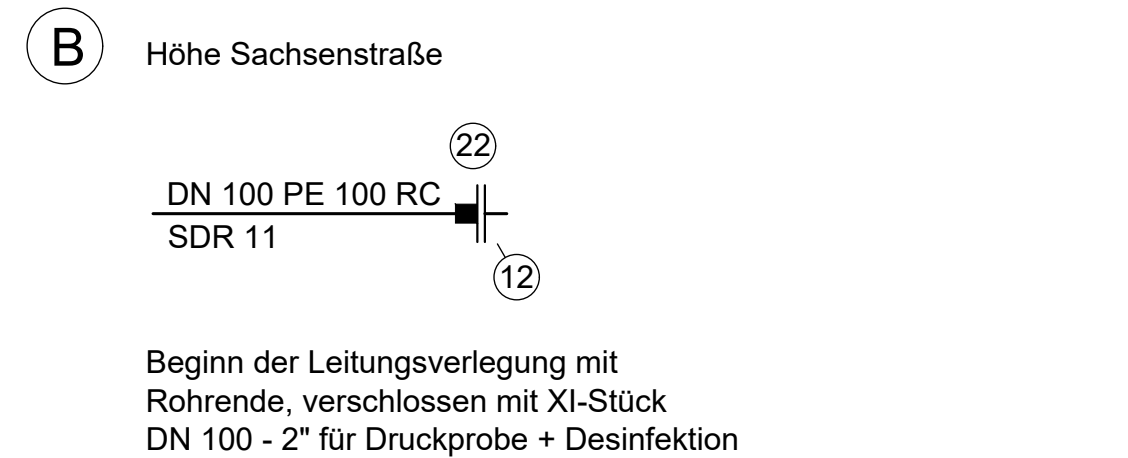 B
Höhe Sachsenstraße
22
DN 100 PE 100 RC
SDR 11
12
Beginn der Leitungsverlegung mit
Rohrende, verschlossen mit XI-Stück
DN 100 - 2" für Druckprobe + Desinfektion